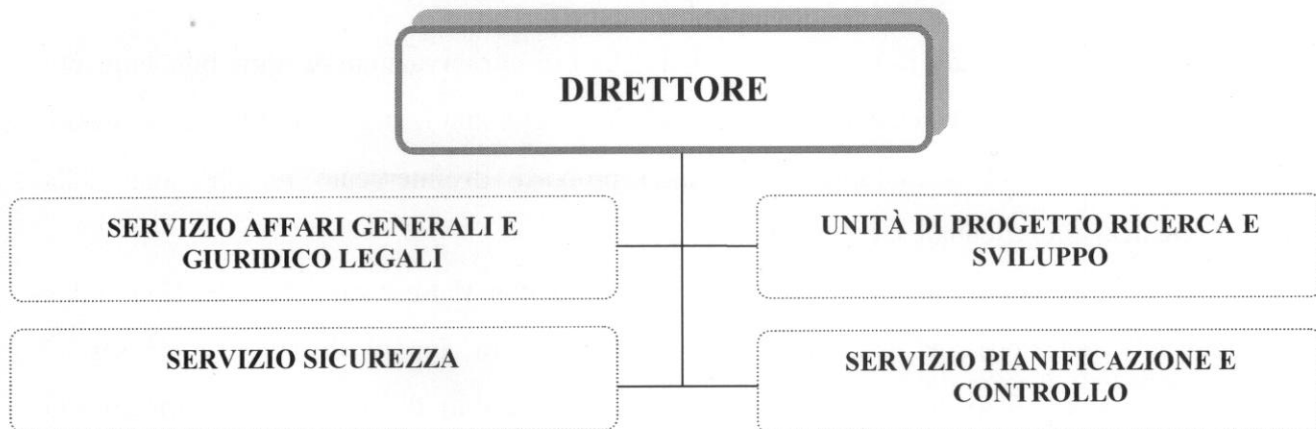 DIRETTORE
SERVIZIO AFFARI GENERALI E
GIURIDICO LEGALI
UNITÀ DI PROGETTO RICERCA E
SVILUPPO
SERVIZIO SICUREZZA
SERVIZIO PIANIFICAZIONE E
CONTROLLO